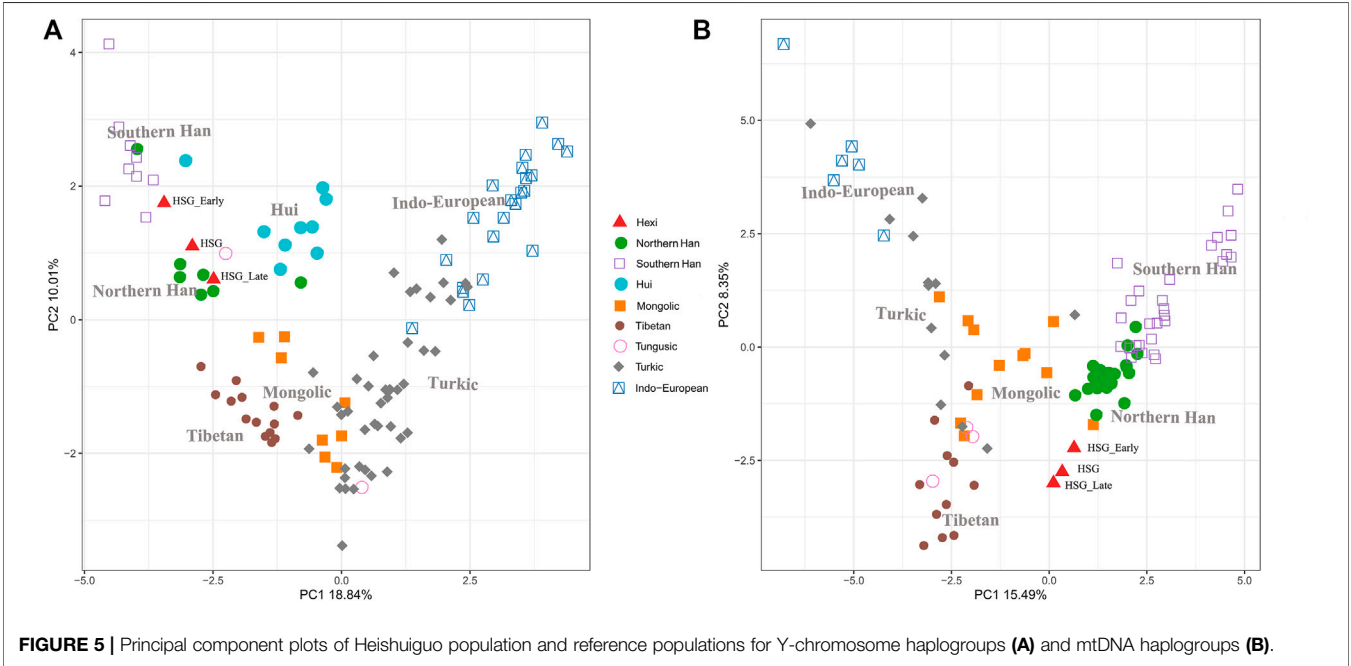 A
B
4
2
0
−2
PC2 10.01%
−5.0
−2.5
0.0
2.5
PC1 18.84%
Southern Han
HSG_Early
Hui
Indo-European
HSG
HSG_Late
Northern Han
Mongolic
Turkic
Tibetan
Hexi
Northern Han
Southern Han
Hui
Mongolic
Tibetan
Tungusic
Turkic
Indo−European
5.0
2.5
0.0
−2.5
PC2 8.35%
−5.0
−2.5
0.0
2.5
5.0
PC1 15.49%
Indo-European
Southern Han
Turkic
Mongolic
Northern Han
HSG_Early
HSG
HSG_Late
Tibetan
FIGURE 5 | Principal component plots of Heishuiguo population and reference populations for Y-chromosome haplogroups (A) and mtDNA haplogroups (B).